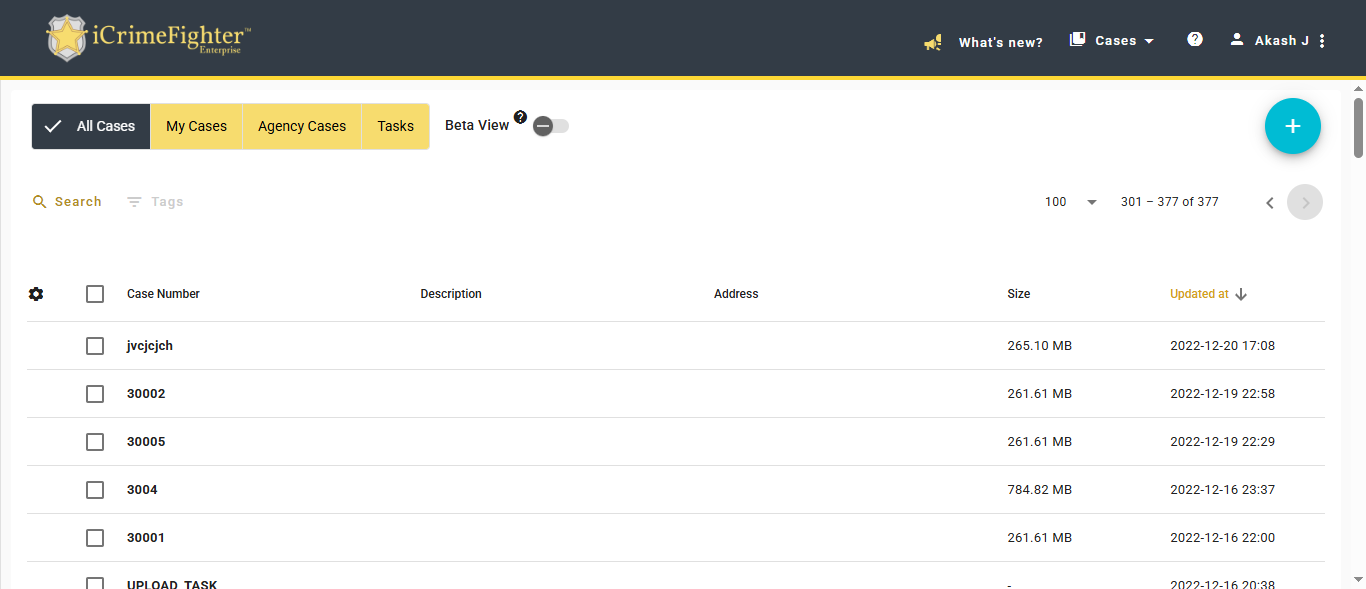 iCrimeFighter™
Enterprise
What's new?
Cases
?
Akash J
All Cases
My Cases
Agency Cases
Tasks
Beta View
?
+
Search
Tags
100
301 – 377 of 377
Case Number
Description
Address
Size
Updated at
jvcjcjch 265.10 MB 2022-12-20 17:08
30002 261.61 MB 2022-12-19 22:58
30005 261.61 MB 2022-12-19 22:29
3004 784.82 MB 2022-12-16 23:37
30001 261.61 MB 2022-12-16 22:00
UPLOAD_TASK - 2022-12-16 20:38